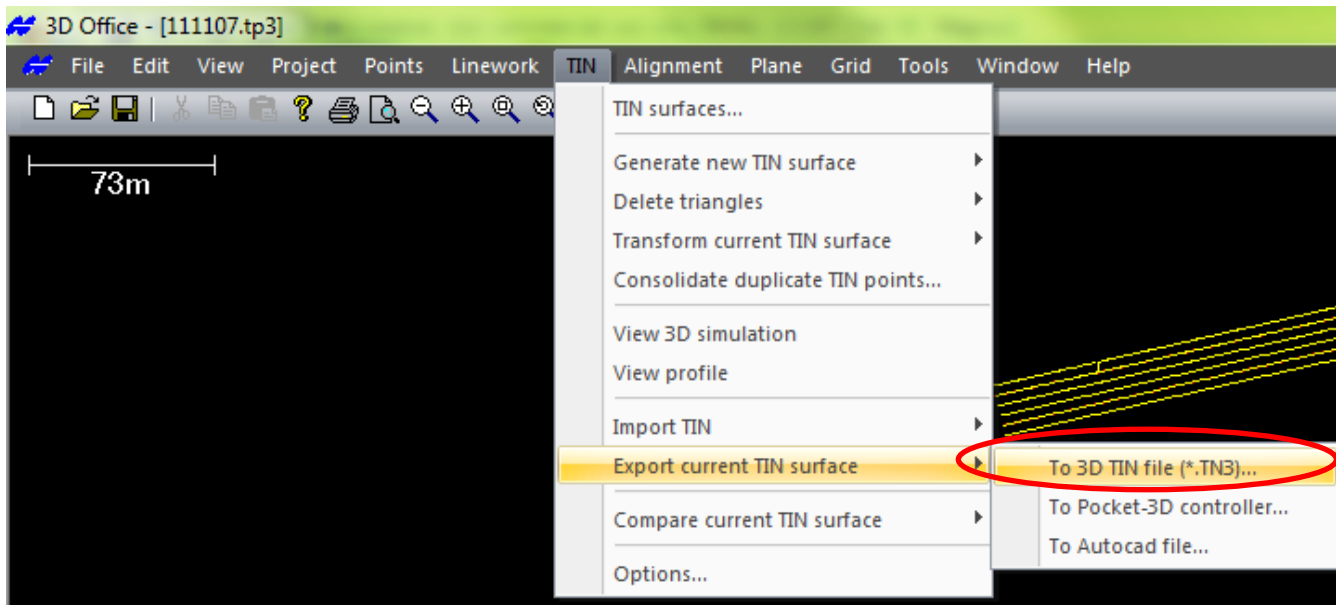 3D Office - [111107.tp3]
File Edit View Project Points Linework TIN Alignment Plane Grid Tools Window Help
TIN surfaces...
73m
Generate new TIN surface
Delete triangles
Transform current TIN surface
Consolidate duplicate TIN points...
View 3D simulation
View profile
Import TIN
Export current TIN surface
To 3D TIN file (*.TN3)...
To Pocket-3D controller...
To Autocad file...
Compare current TIN surface
Options...